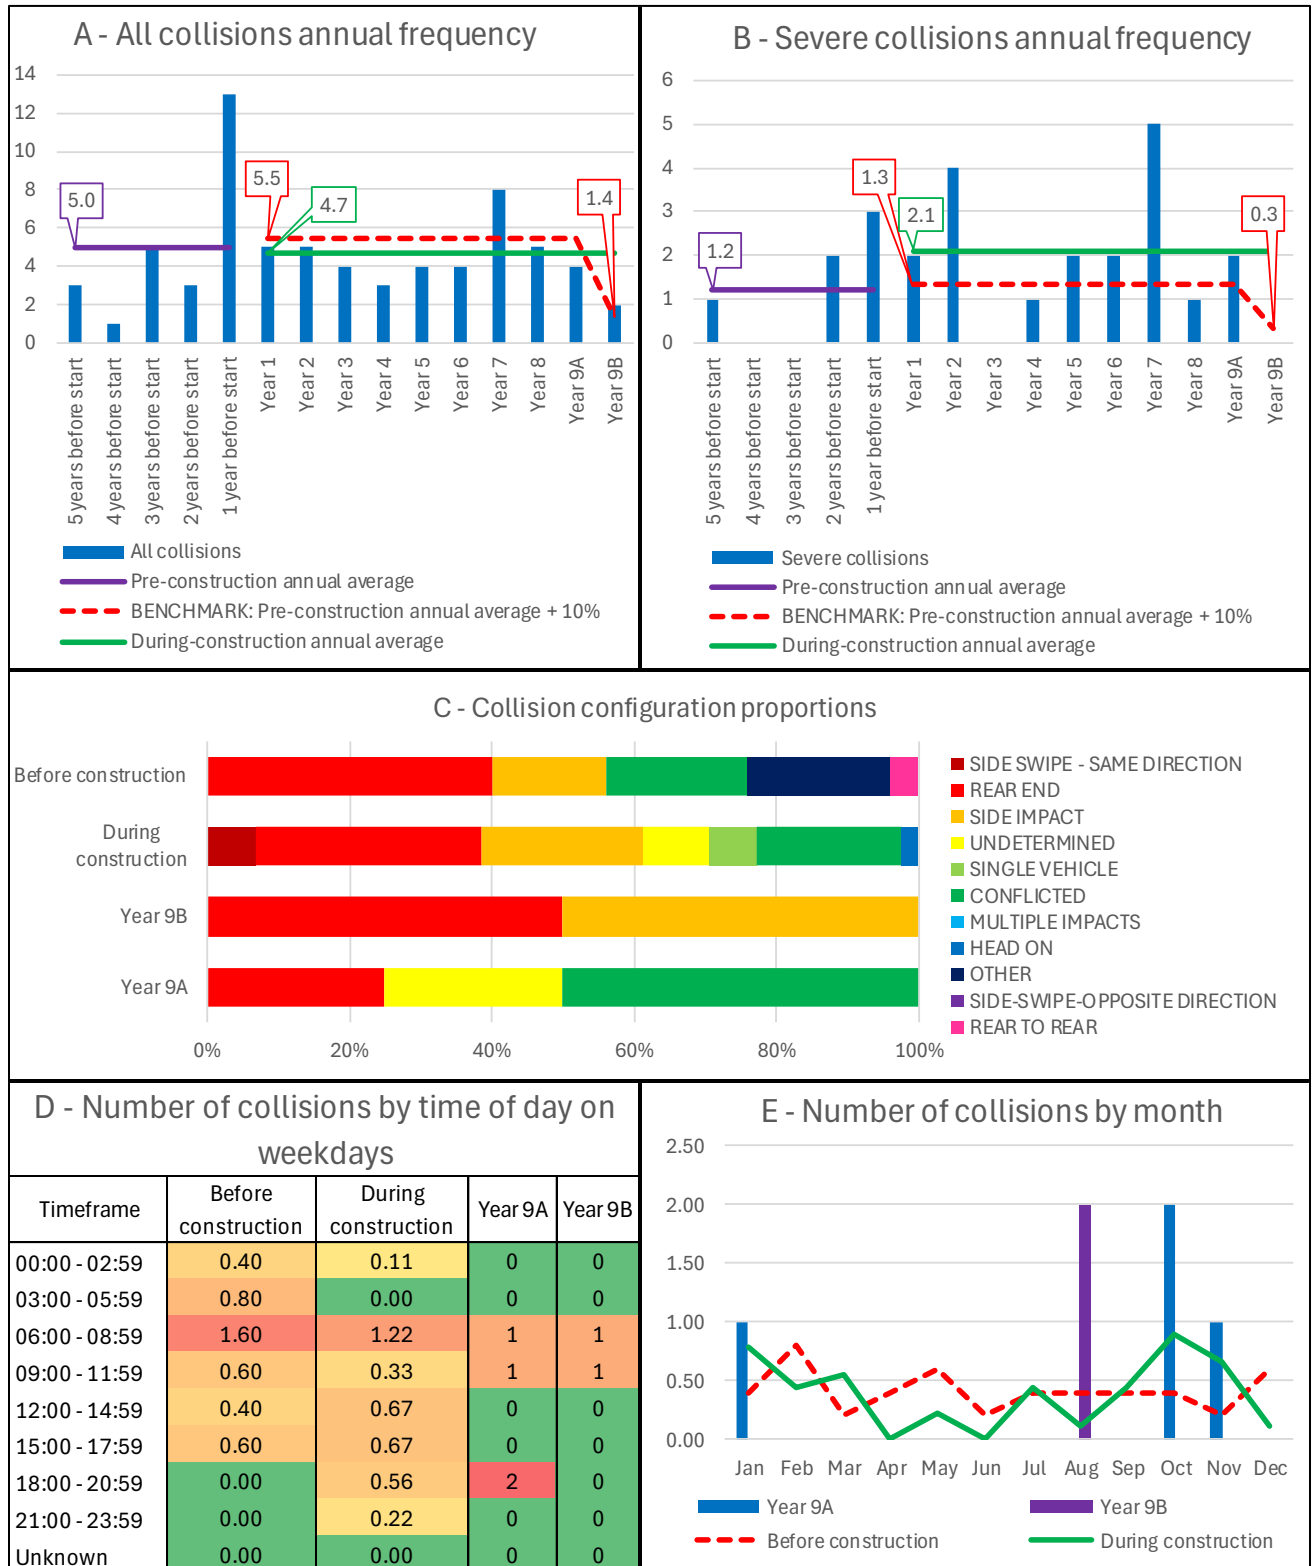 A - All collisions annual frequency
14
12
10
8
6
4
2
0
5.0
5.5
4.7
1.4
5 years before start
4 years before start
3 years before start
2 years before start
1 year before start
Year 1
Year 2
Year 3
Year 4
Year 5
Year 6
Year 7
Year 8
Year 9A
Year 9B
All collisions
Pre-construction annual average
BENCHMARK: Pre-construction annual average + 10%
During-construction annual average
B - Severe collisions annual frequency
6
5
4
3
2
1
0
1.2
1.3
2.1
0.3
5 years before start
4 years before start
3 years before start
2 years before start
1 year before start
Year 1
Year 2
Year 3
Year 4
Year 5
Year 6
Year 7
Year 8
Year 9A
Year 9B
Severe collisions
Pre-construction annual average
BENCHMARK: Pre-construction annual average + 10%
During-construction annual average
C - Collision configuration proportions
Before construction
During
construction
Year 9B
Year 9A
0% 20% 40% 60% 80% 100%
SIDE SWIPE - SAME DIRECTION
REAR END
SIDE IMPACT
UNDETERMINED
SINGLE VEHICLE
CONFLICTED
MULTIPLE IMPACTS
HEAD ON
OTHER
SIDE-SWIPE-OPPOSITE DIRECTION
REAR TO REAR
D - Number of collisions by time of day on
weekdays
Timeframe Before construction During construction Year 9A Year 9B
00:00 - 02:59 0.40 0.11 0 0
03:00 - 05:59 0.80 0.00 0 0
06:00 - 08:59 1.60 1.22 1 1
09:00 - 11:59 0.60 0.33 1 1
12:00 - 14:59 0.40 0.67 0 0
15:00 - 17:59 0.60 0.67 0 0
18:00 - 20:59 0.00 0.56 2 0
21:00 - 23:59 0.00 0.22 0 0
Unknown 0.00 0.00 0 0
E - Number of collisions by month
2.50
2.00
1.50
1.00
0.50
0.00
Jan Feb Mar Apr May Jun Jul Aug Sep Oct Nov Dec
Year 9A Year 9B
Before construction During construction